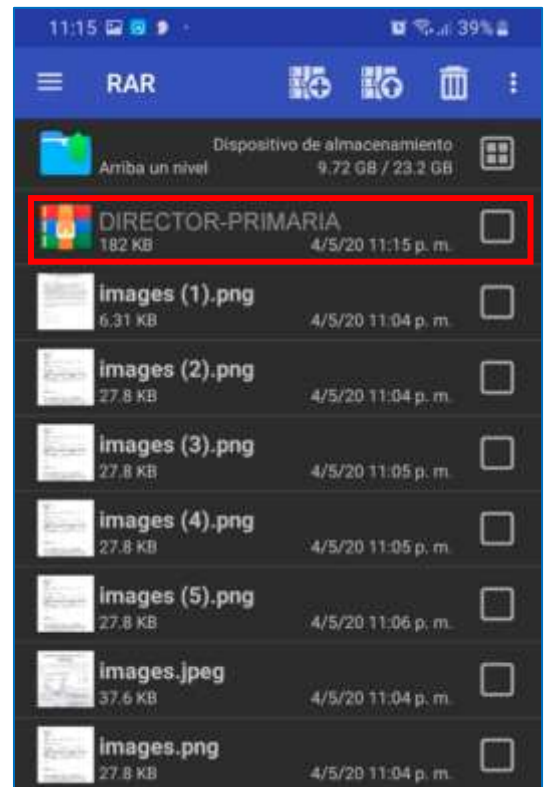 11:15 39%
RAR
Dispositivo de almacenamiento
Arriba un nivel 9.72 GB / 23.2 GB
DIRECTOR-PRIMARIA
182 KB 4/5/20 11:15 p. m.
images (1).png
6.31 KB 4/5/20 11:04 p. m.
images (2).png
27.8 KB 4/5/20 11:04 p. m.
images (3).png
27.8 KB 4/5/20 11:05 p. m.
images (4).png
27.8 KB 4/5/20 11:05 p. m.
images (5).png
27.8 KB 4/5/20 11:06 p. m.
images.jpeg
37.6 KB 4/5/20 11:04 p. m.
images.png
27.8 KB 4/5/20 11:04 p. m.